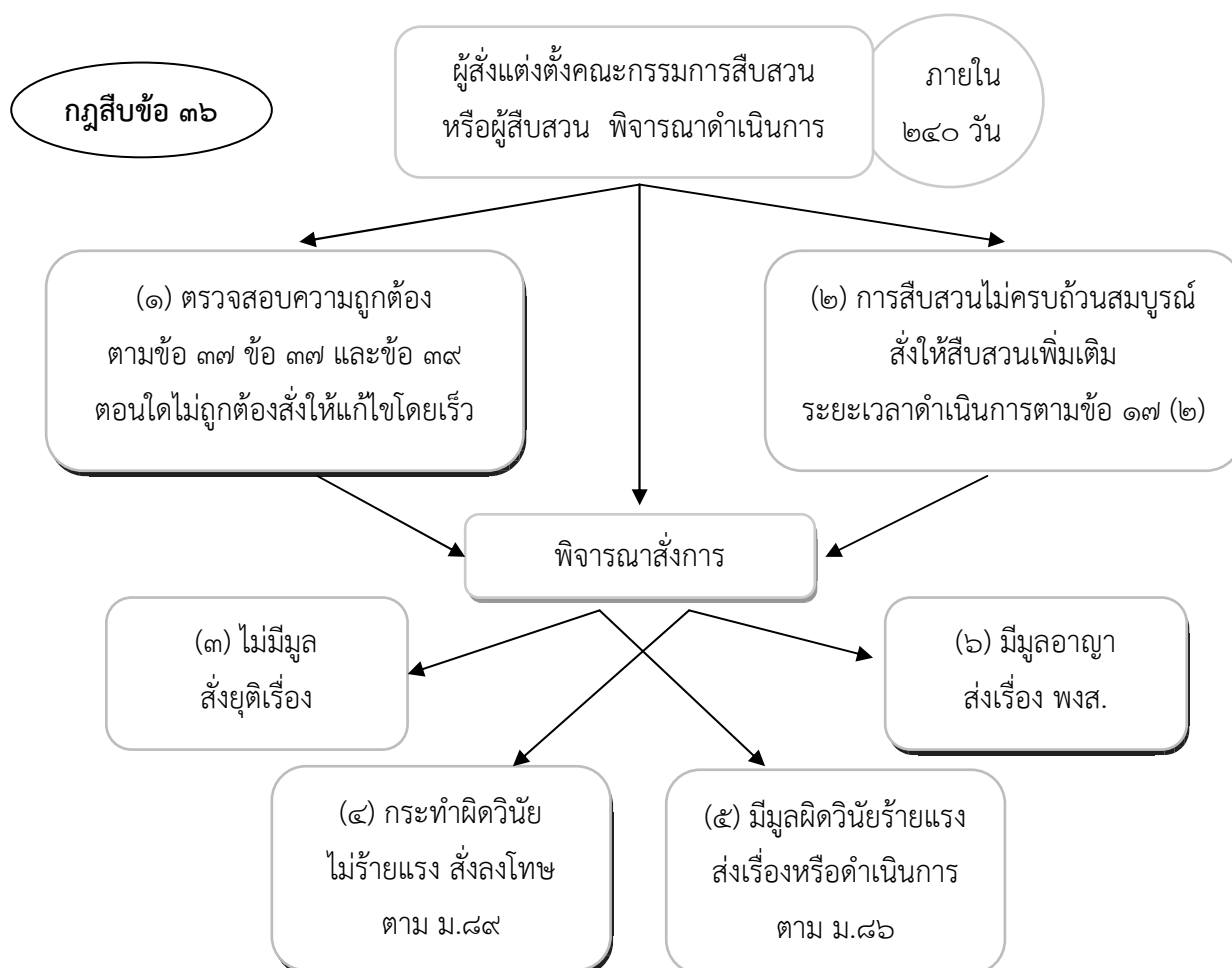 กฎสืบข้อ ๓๖
ผู้สั่งแต่งตั้งคณะกรรมการสืบสวน
หรือผู้สืบสวน พิจารณาดำเนินการ
ภายใน
๒๔๐ วัน
(๑) ตรวจสอบความถูกต้อง
ตามข้อ ๓๗ ข้อ ๓๗ และข้อ ๓๙
ตอนใดไม่ถูกต้องสั่งให้แก้ไขโดยเร็ว
(๒) การสืบสวนไม่ครบถ้วนสมบูรณ์
สั่งให้สืบสวนเพิ่มเติม
ระยะเวลาดำเนินการตามข้อ ๑๗ (๒)
พิจารณาสั่งการ
(๓) ไม่มีมูล
สั่งยุติเรื่อง
(๖) มีมูลอาญา
ส่งเรื่อง พงส.
(๔) กระทำผิดวินัย
ไม่ร้ายแรง สั่งลงโทษ
ตาม ม.๘๙
(๕) มีมูลผิดวินัยร้ายแรง
ส่งเรื่องหรือดำเนินการ
ตาม ม.๘๖